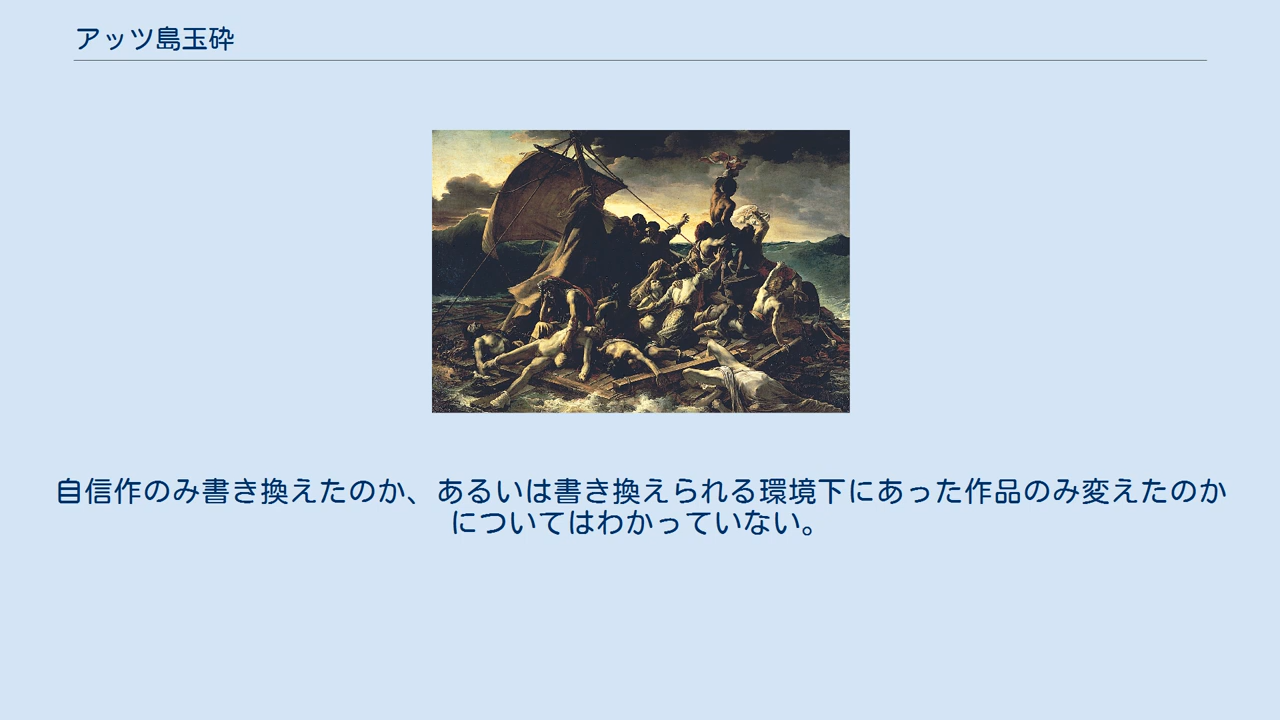 アッツ島玉砕
自信作のみ書き換えたのか、あるいは書き換えられる環境下にあった作品のみ変えたのか
についてはわかっていない。